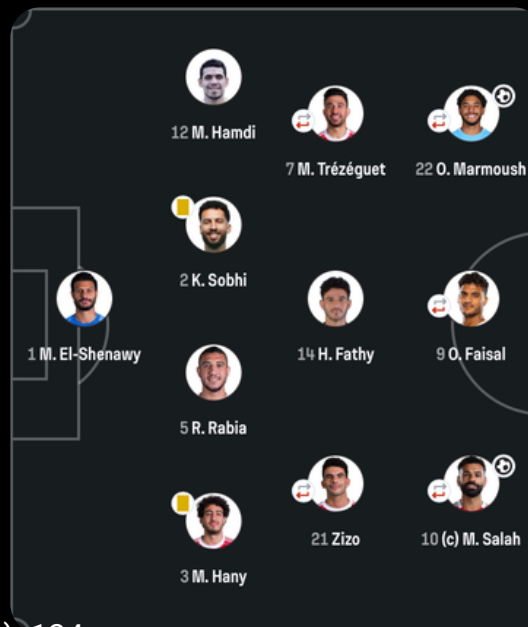 12 M. Hamdi
7 M. Trézéguet
22 O. Marmoush
2 K. Sobhi
1 M. El-Shenawy
14 H. Fathy
9 O. Faisal
5 R. Rabia
21 Zizo
10 (c) M. Salah
3 M. Hany